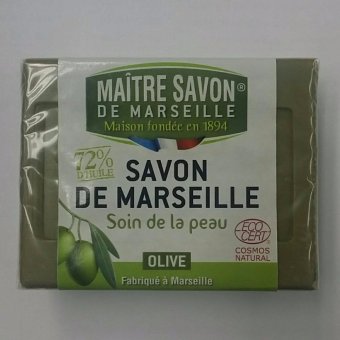 MAÎTRE SAVON®
DE MARSEILLE
Maison fondée en 1894
72%
D'HUILE
SAVON
DE MARSEILLE
Soin de la peau
ECO
CERT
COSMOS
NATURAL
OLIVE
Fabriqué à Marseille